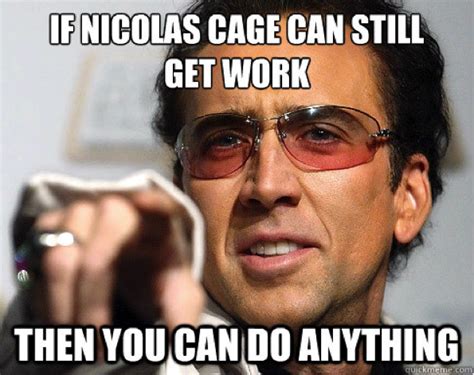 IF NICOLAS CAGE CAN STILL
GET WORK
THEN YOU CAN DO ANYTHING
quickmeme.com